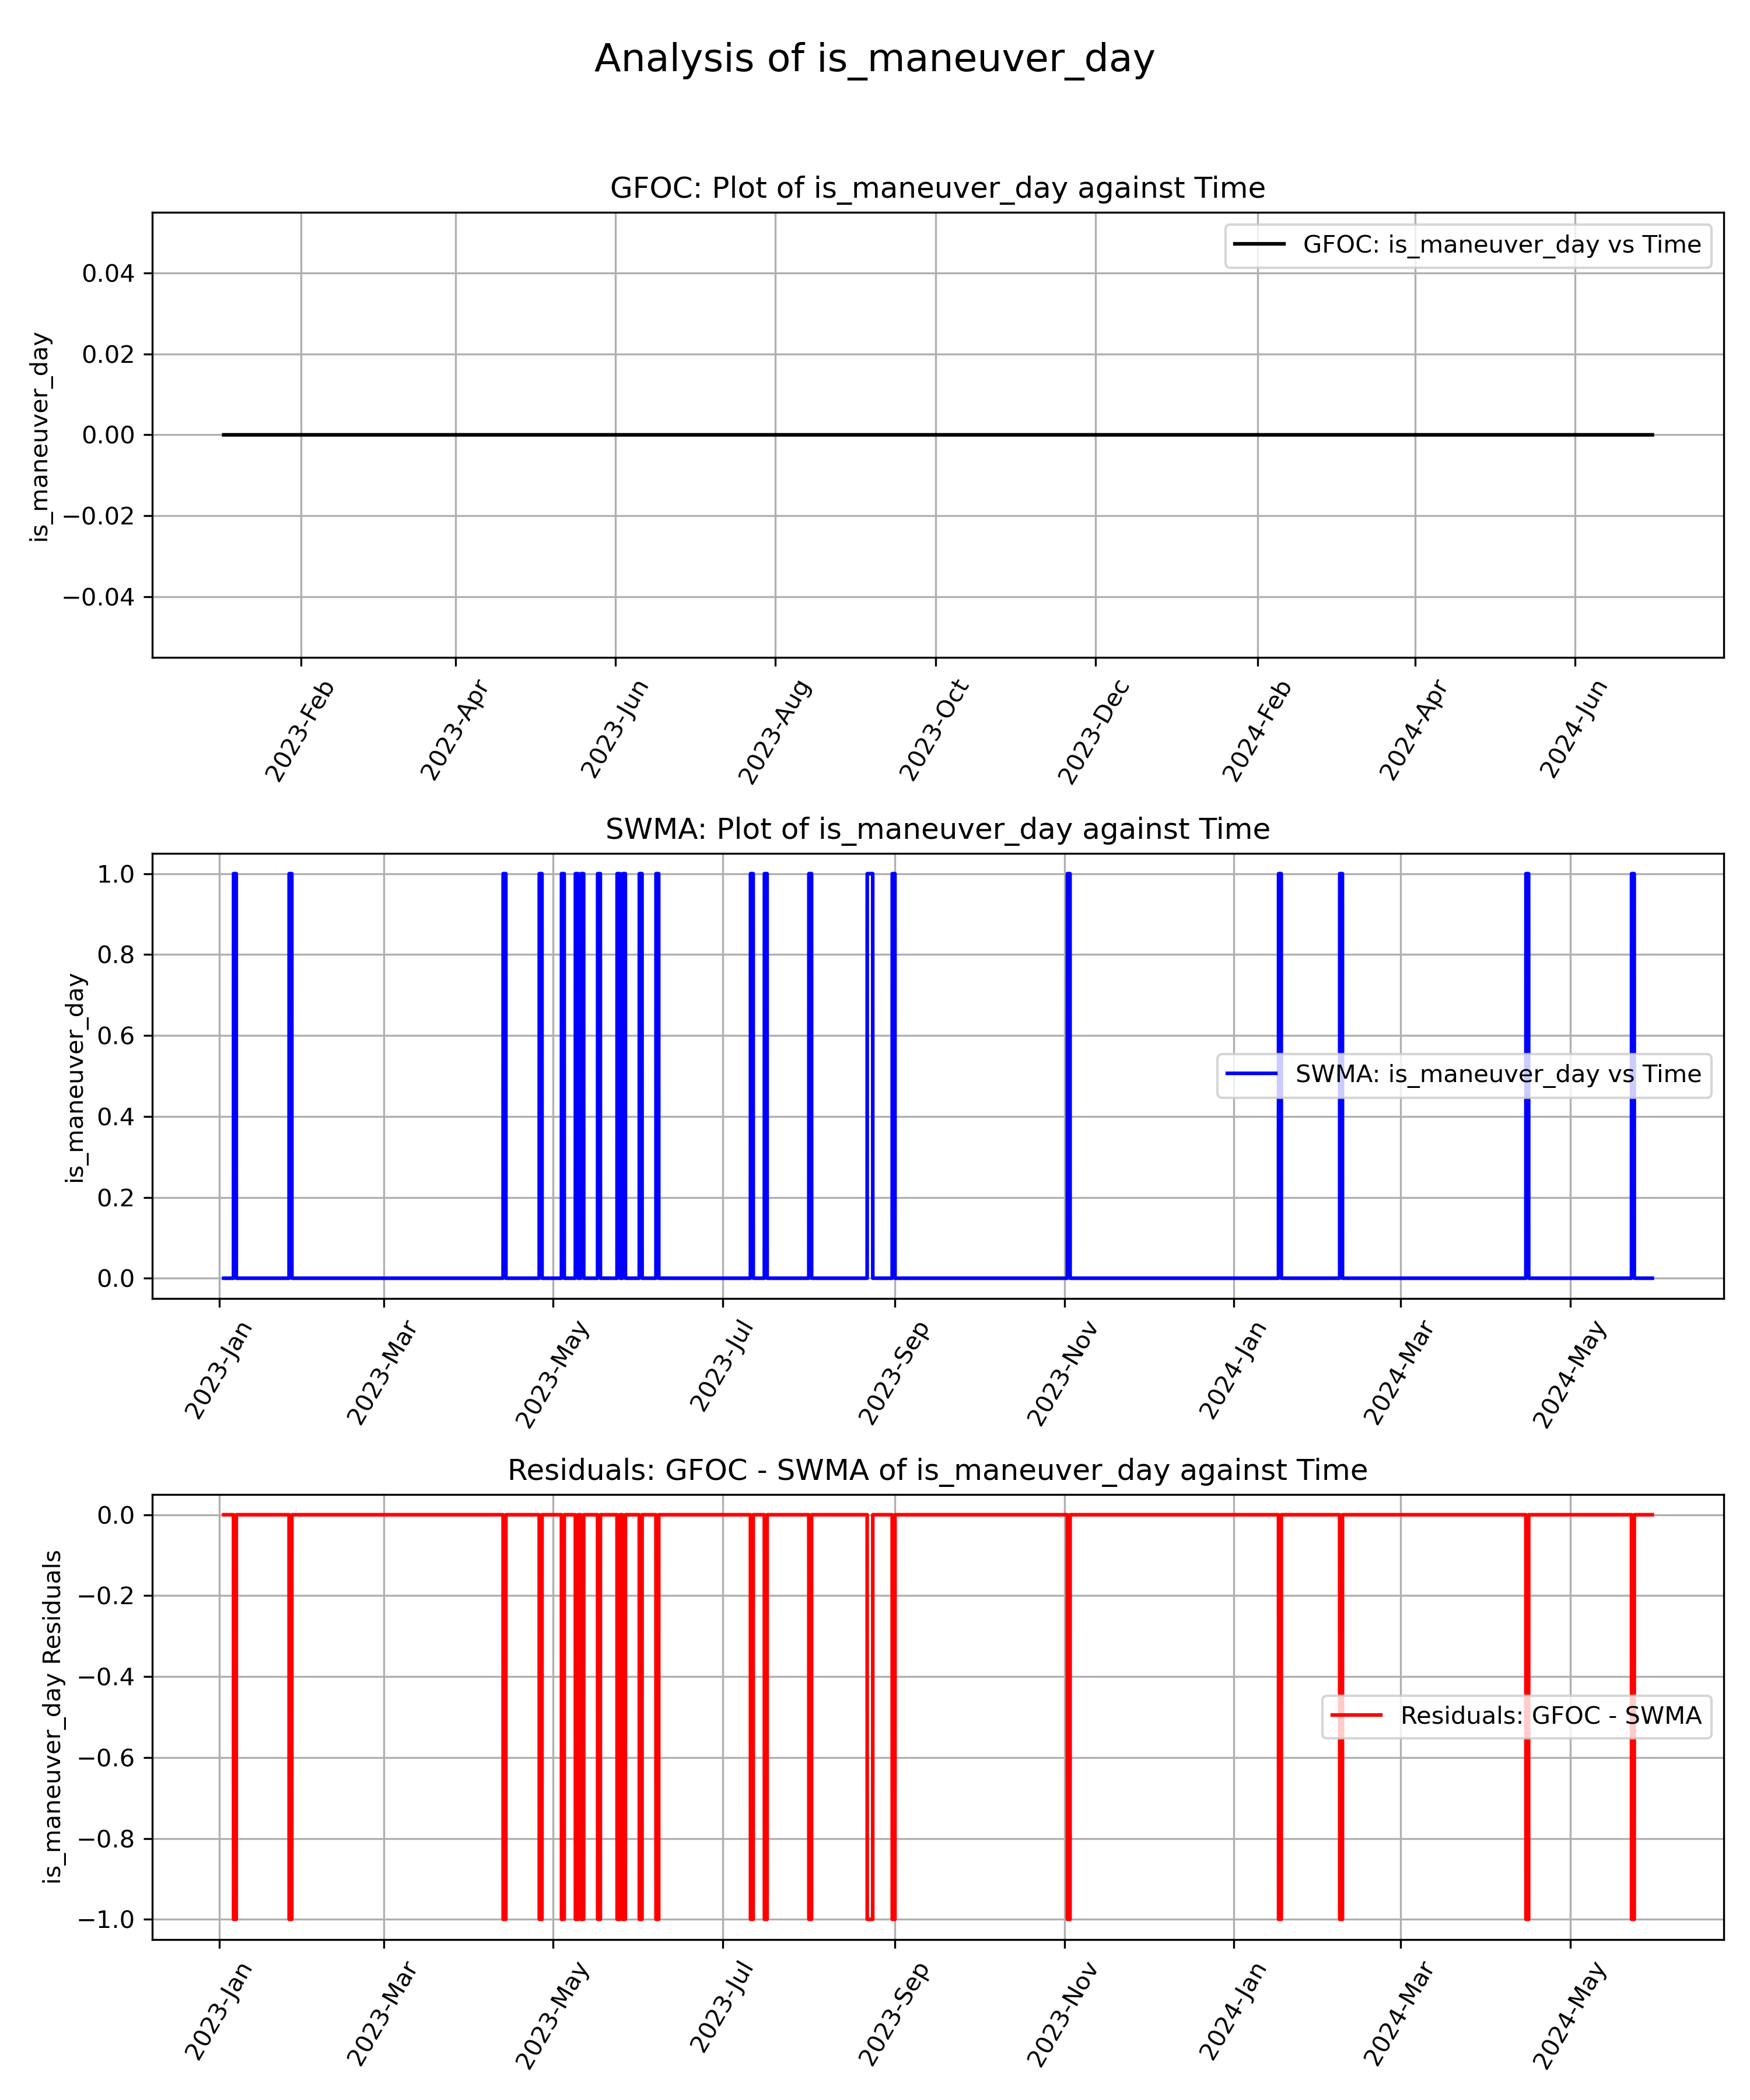 Analysis of is_maneuver_day
GFOC: Plot of is_maneuver_day against Time
GFOC: is_maneuver_day vs Time
is_maneuver_day
0.04
0.02
0.00
−0.02
−0.04
2023-Feb
2023-Apr
2023-Jun
2023-Aug
2023-Oct
2023-Dec
2024-Feb
2024-Apr
2024-Jun
SWMA: Plot of is_maneuver_day against Time
SWMA: is_maneuver_day vs Time
is_maneuver_day
1.0
0.8
0.6
0.4
0.2
0.0
2023-Jan
2023-Mar
2023-May
2023-Jul
2023-Sep
2023-Nov
2024-Jan
2024-Mar
2024-May
Residuals: GFOC - SWMA of is_maneuver_day against Time
Residuals: GFOC - SWMA
is_maneuver_day Residuals
0.0
−0.2
−0.4
−0.6
−0.8
−1.0
2023-Jan
2023-Mar
2023-May
2023-Jul
2023-Sep
2023-Nov
2024-Jan
2024-Mar
2024-May